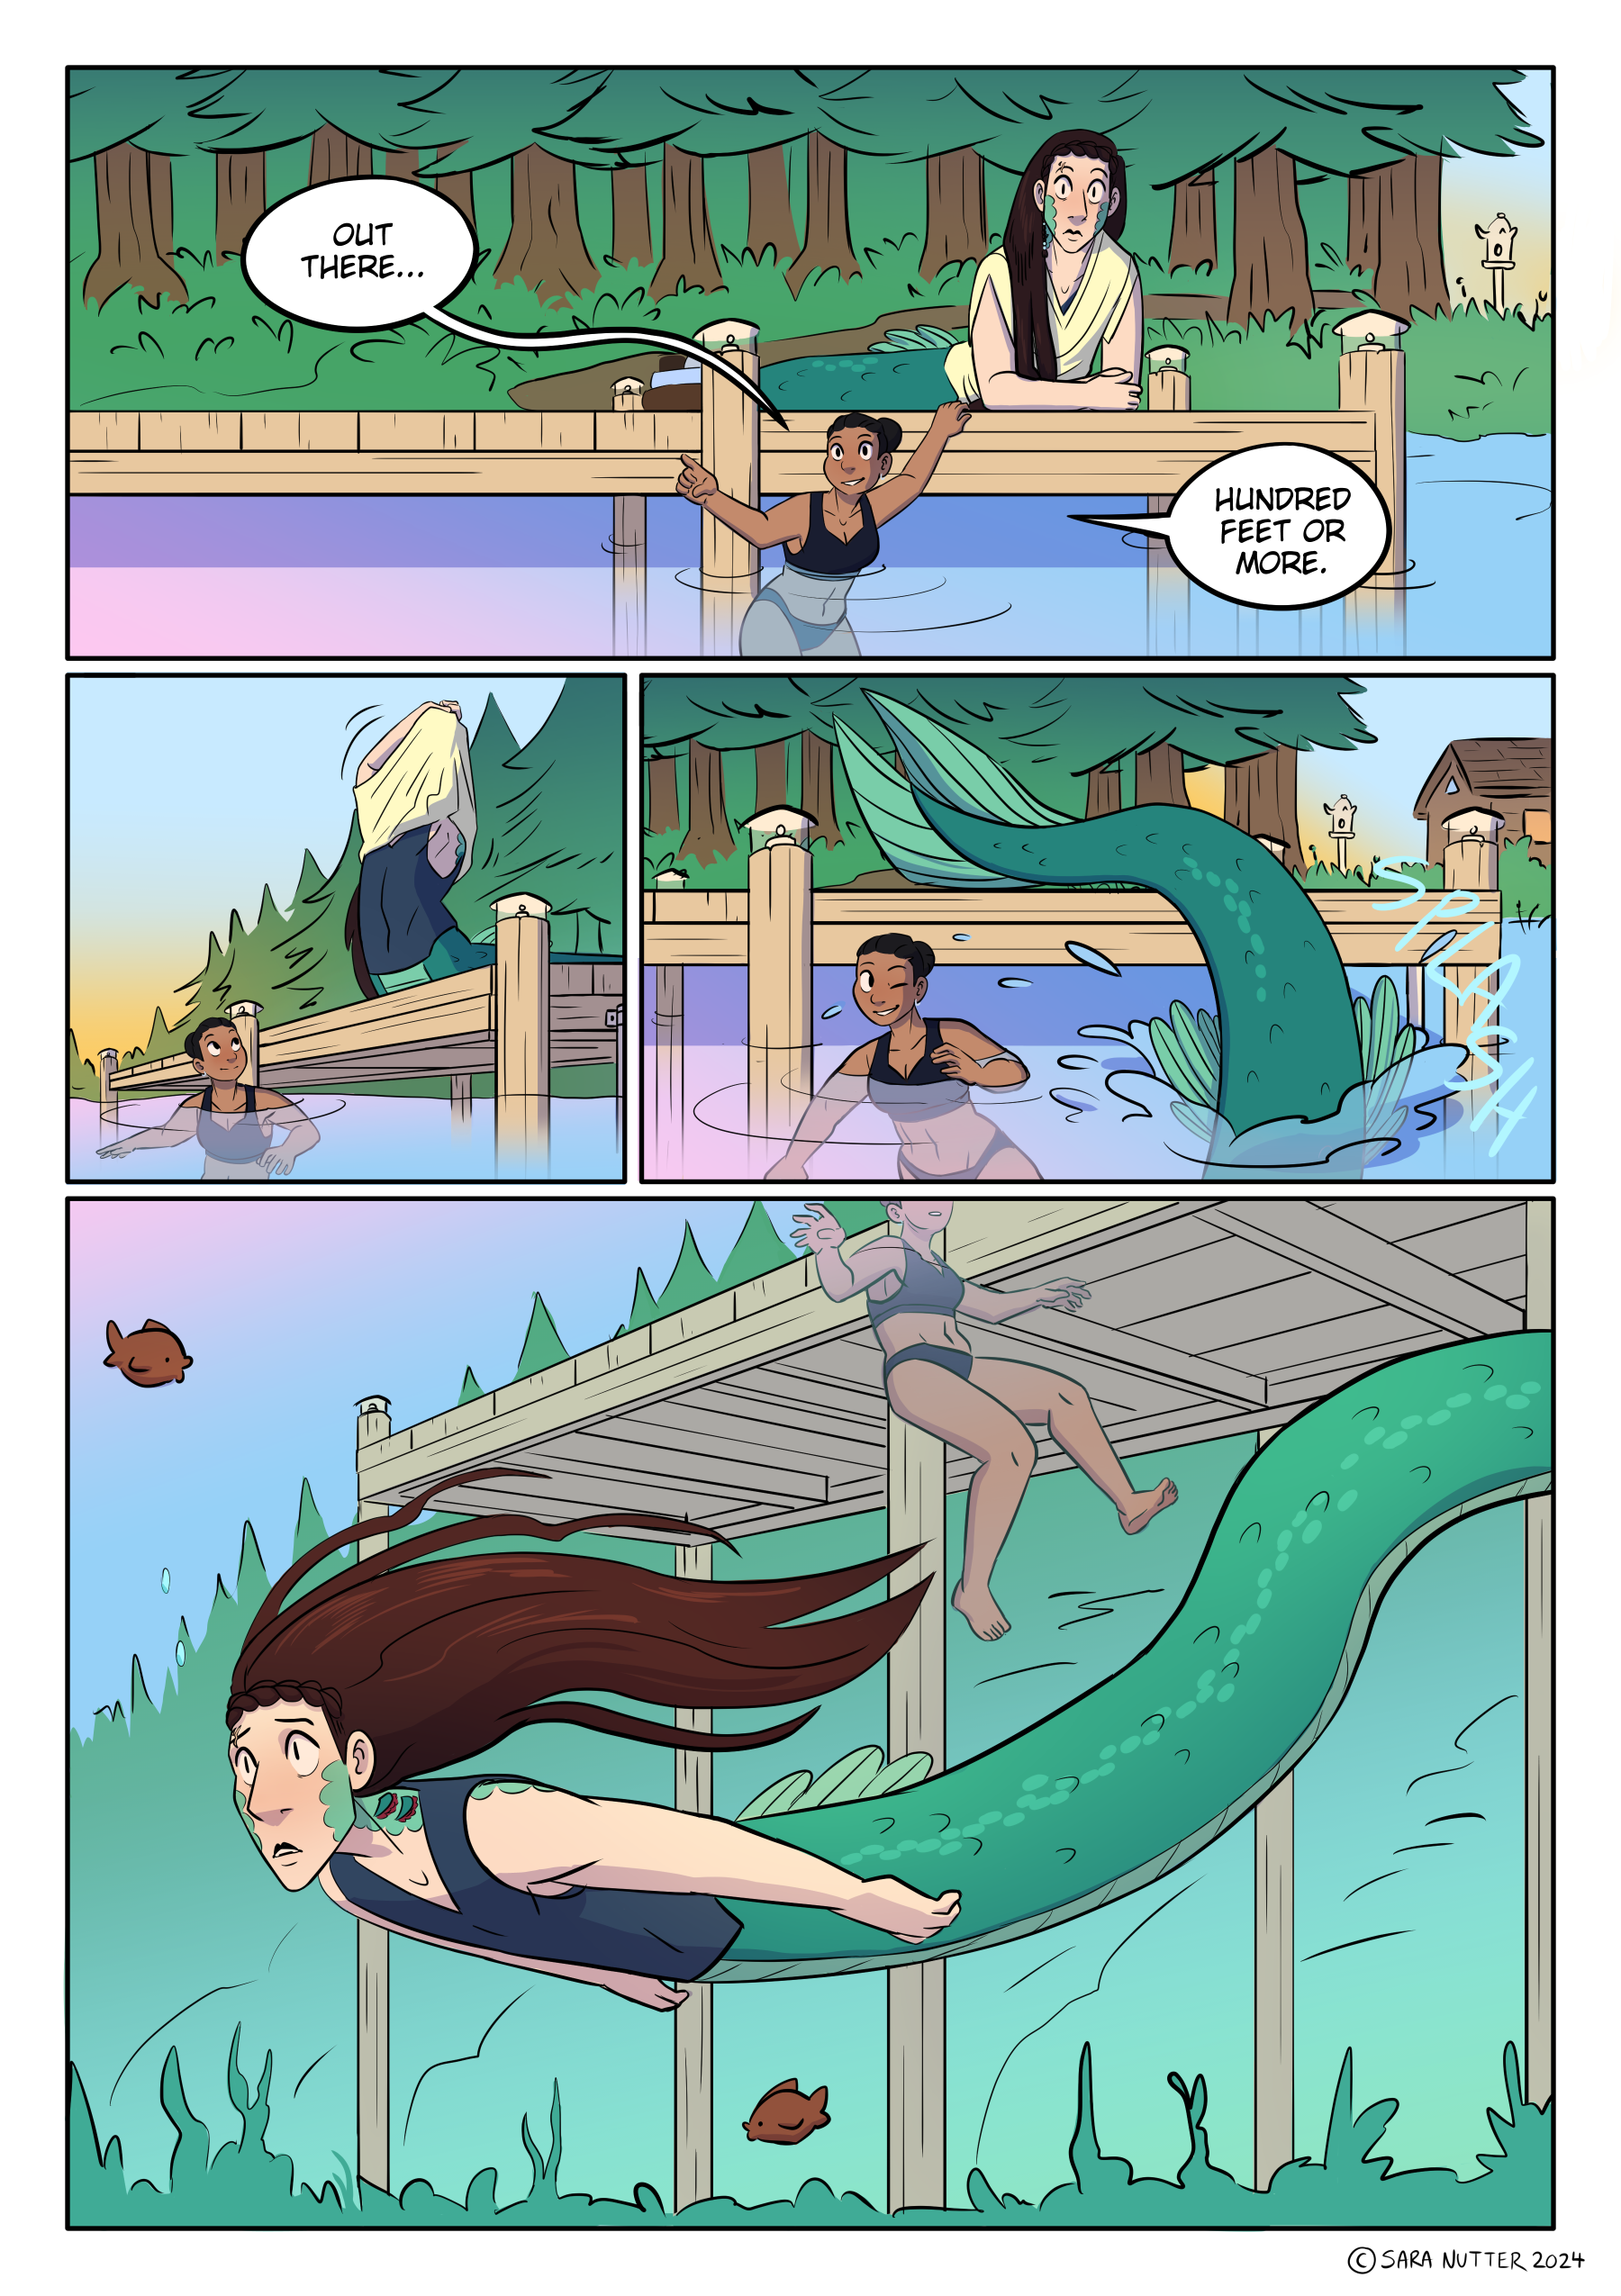 OUT
THERE...
HUNDRED
FEET OR
MORE.
SPLASH
© SARA NUTTER 2024